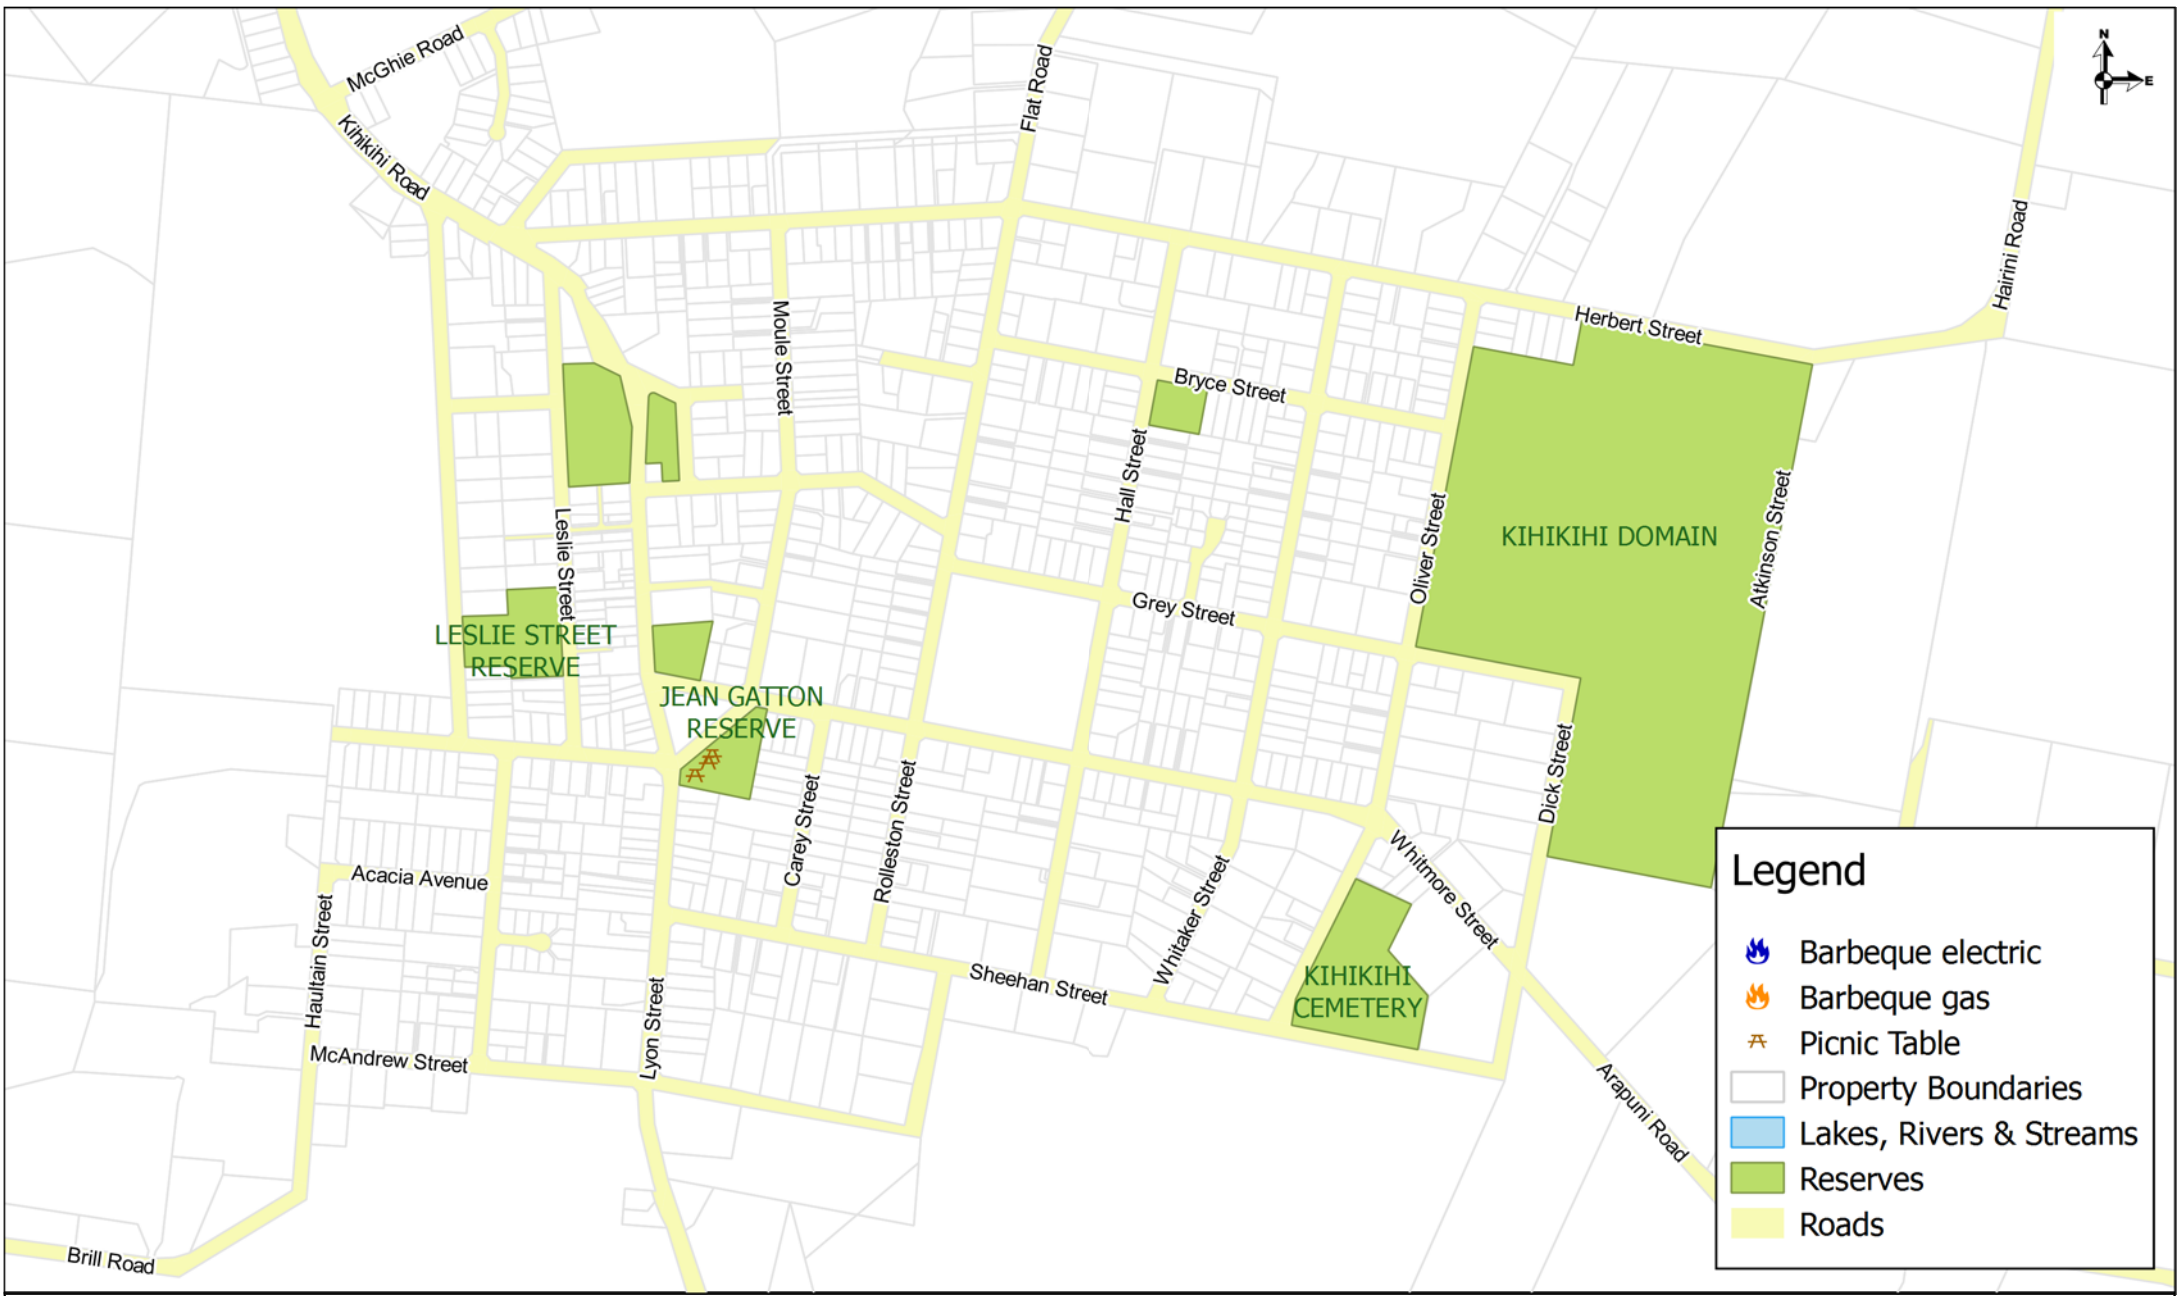 N
E
McGhie Road
Kihikihi Road
Flat Road
Hairini Road
Herbert Street
Moule Street
Bryce Street
Hall Street
Leslie Street
Oliver Street
KIHIKIHI DOMAIN
Atkinson Street
Grey Street
LESLIE STREET
RESERVE
JEAN GATTON
RESERVE
Dick Street
Carey Street
Rolleston Street
Whitmore Street
Whitaker Street
Acacia Avenue
Haultain Street
Sheehan Street
KIHIKIHI
CEMETERY
Lyon Street
McAndrew Street
Arapuni Road
Brill Road
Legend
Barbeque electric
Barbeque gas
Picnic Table
Property Boundaries
Lakes, Rivers & Streams
Reserves
Roads